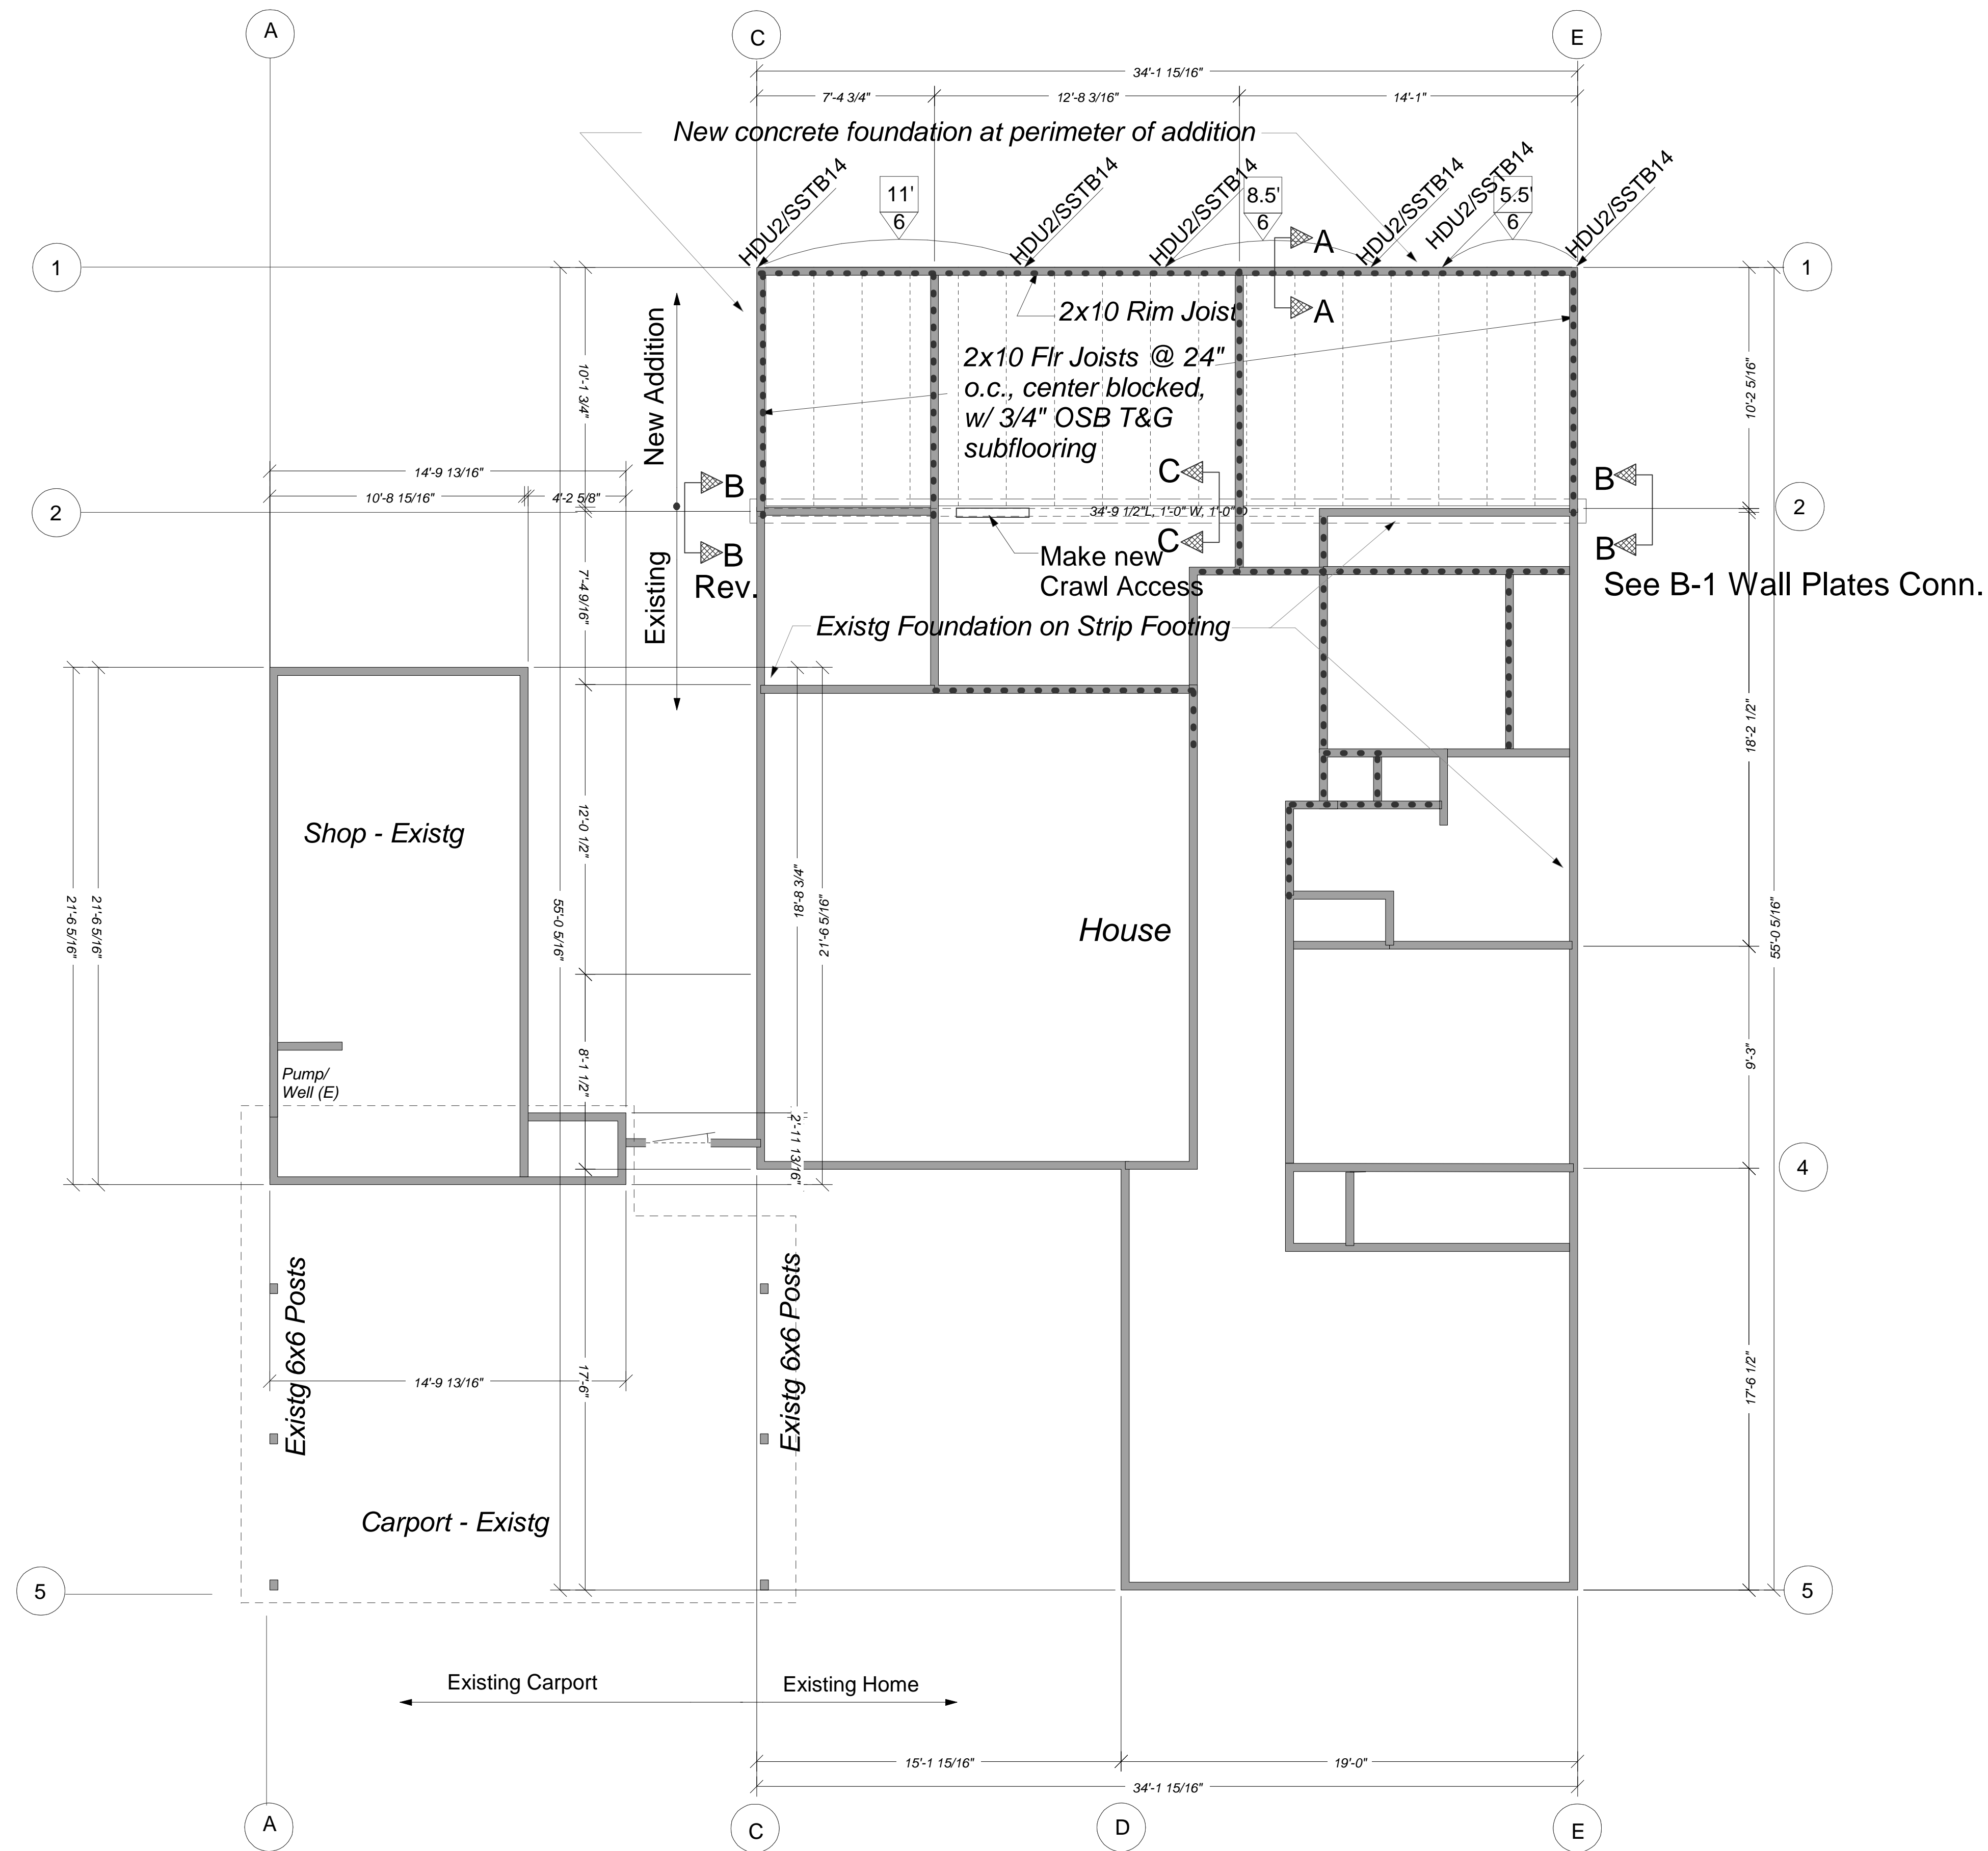 A
C
E
34'-1 15/16"
7'-4 3/4"
12'-8 3/16"
14'-1"
New concrete foundation at perimeter of addition
HDU2/SSTB14
11'
6
HDU2/SSTB14
HDU2/SSTB14
8.5'
6
HDU2/SSTB14
HDU2/SSTB14
5.5'
6
HDU2/SSTB14
A
A
1
1
2x10 Rim Joist
2x10 Flr Joists @ 24"
o.c., center blocked,
w/ 3/4" OSB T&G
subflooring
New Addition
10'-1 3/4"
10'-2 5/16"
14'-9 13/16"
10'-8 15/16"
4'-2 5/8"
B
C
B
2
2
34'-9 1/2"L, 1'-0" W, 1'-0" D
B
C
B
Make new
Crawl Access
Rev.
See B-1 Wall Plates Conn.
Existing
7'-4 9/16"
Existg Foundation on Strip Footing
18'-2 1/2"
Shop - Existg
12'-0 1/2"
18'-8 3/4"
21'-6 5/16"
21'-6 5/16"
21'-6 5/16"
55'-0 5/16"
House
55'-0 5/16"
Pump/
Well (E)
8'-1 1/2"
9'-3"
2'-11 13/16"
4
Existg 6x6 Posts
Existg 6x6 Posts
14'-9 13/16"
17'-6"
17'-6 1/2"
Carport - Existg
5
5
Existing Carport
Existing Home
15'-1 15/16"
19'-0"
34'-1 15/16"
A
C
D
E